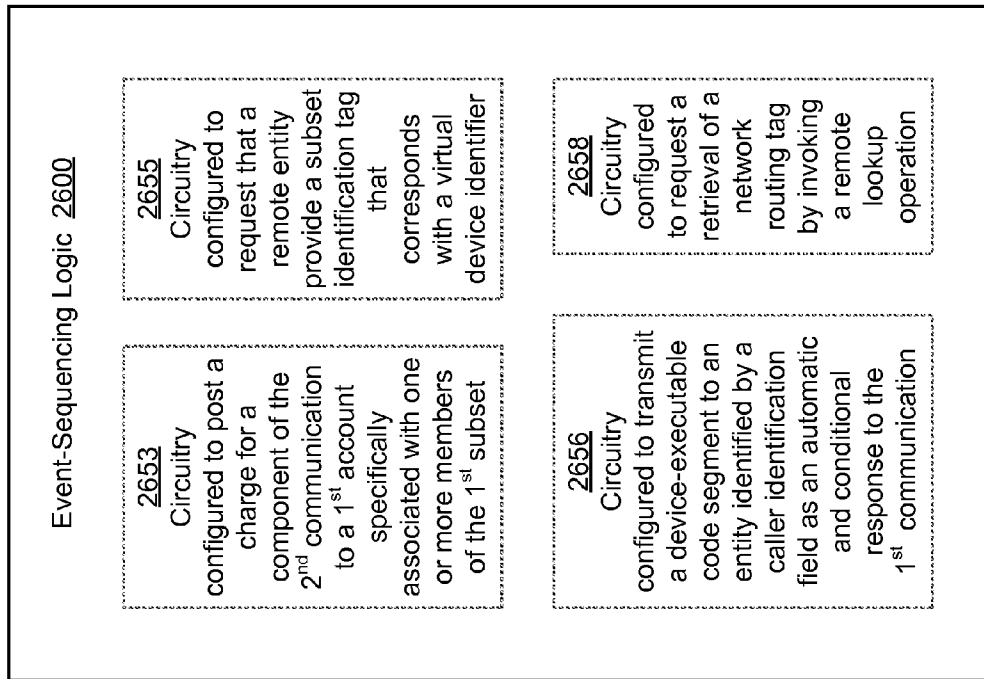 Event-Sequencing Logic 2600
2653
Circuitry
configured to post a
charge for a
component of the
2nd communication
to a 1st account
specifically
associated with one
or more members
of the 1st subset
2655
Circuitry
configured to
request that a
remote entity
provide a subset
identification tag
that
corresponds
with a virtual
device identifier
2656
Circuitry
configured to transmit
a device-executable
code segment to an
entity identified by a
caller identification
field as an automatic
and conditional
response to the
1st communication
2658
Circuitry
configured
to request a
retrieval of a
network
routing tag
by invoking
a remote
lookup
operation